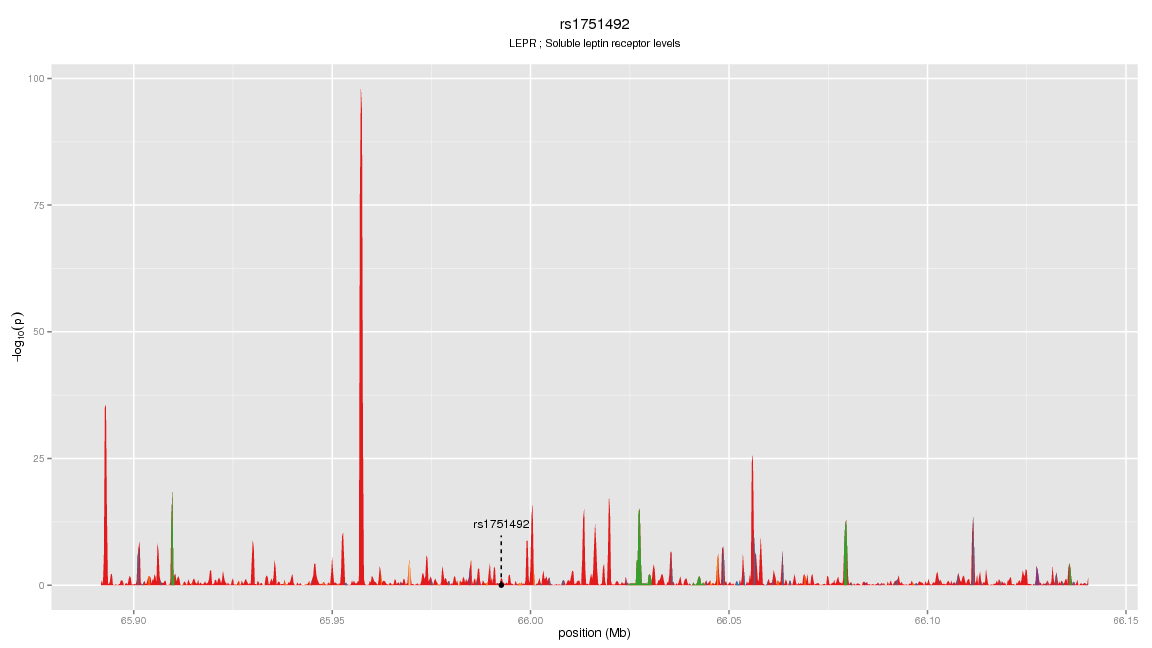 rs1751492
LEPR ; Soluble leptin receptor levels
100
75
50
25
0
−log10(p)
rs1751492
65.90 65.95 66.00 66.05 66.10 66.15
position (Mb)